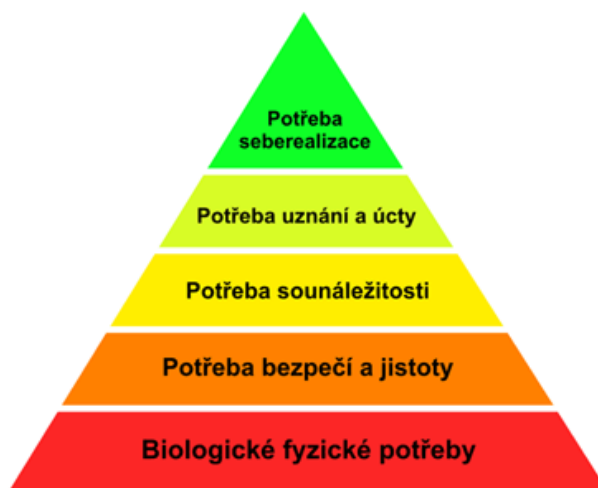 Potřeba
seberealizace
Potřeba uznání a úcty
Potřeba sounáležitosti
Potřeba bezpečí a jistoty
Biologické fyzické potřeby